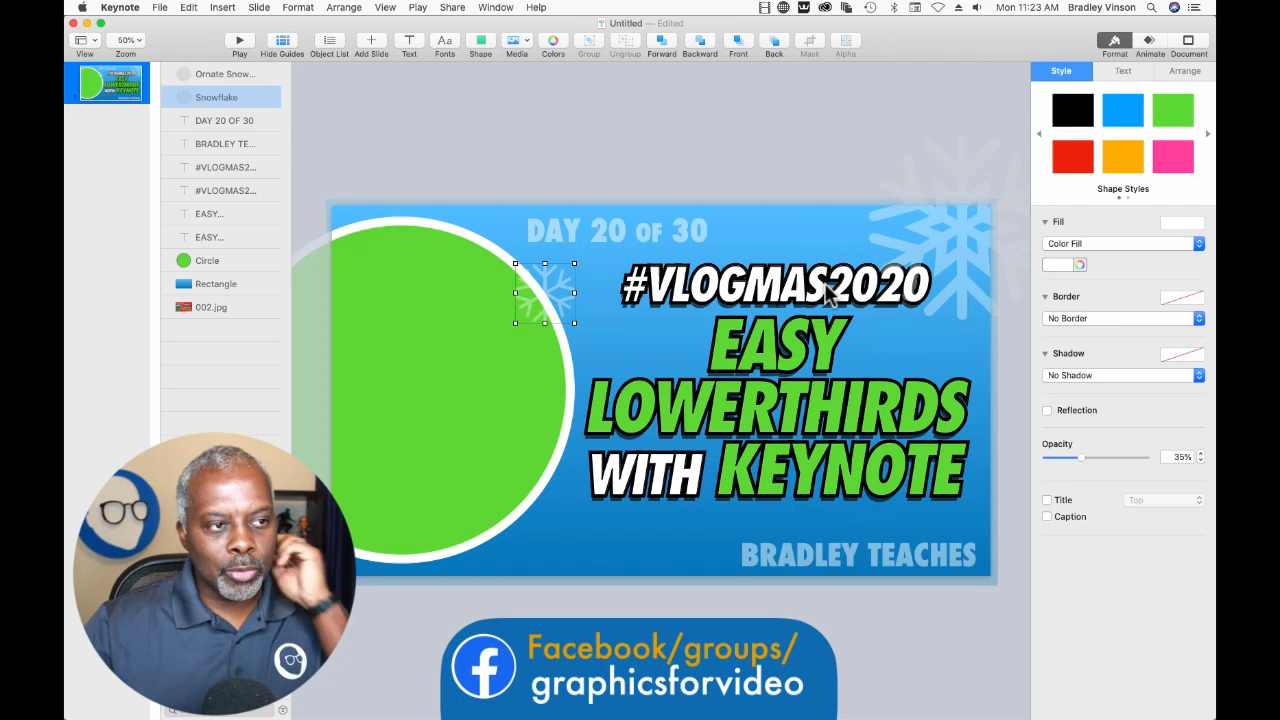 Keynote File Edit Insert Slide Format Arrange View Play Share Window Help Mon 11:23 AM Bradley Vinson
Untitled — Edited
50%
View Zoom Play Hide Guides Object List Add Slide Text Fonts Shape Media Colors Group Ungroup Forward Backward Front Back Mask Alpha Format Animate Document
Ornate Snow...
Snowflake
DAY 20 OF 30
BRADLEY TE...
#VLOGMAS2...
#VLOGMAS2...
EASY...
EASY...
Circle
Rectangle
002.jpg
DAY 20 OF 30
#VLOGMAS2020
EASY
LOWERTHIRDS
WITH KEYNOTE
BRADLEY TEACHES
Style Text Arrange
Shape Styles
Fill
Color Fill
Border
No Border
Shadow
No Shadow
Reflection
Opacity
35%
Title Top
Caption
Facebook/groups/
graphicsforvideo